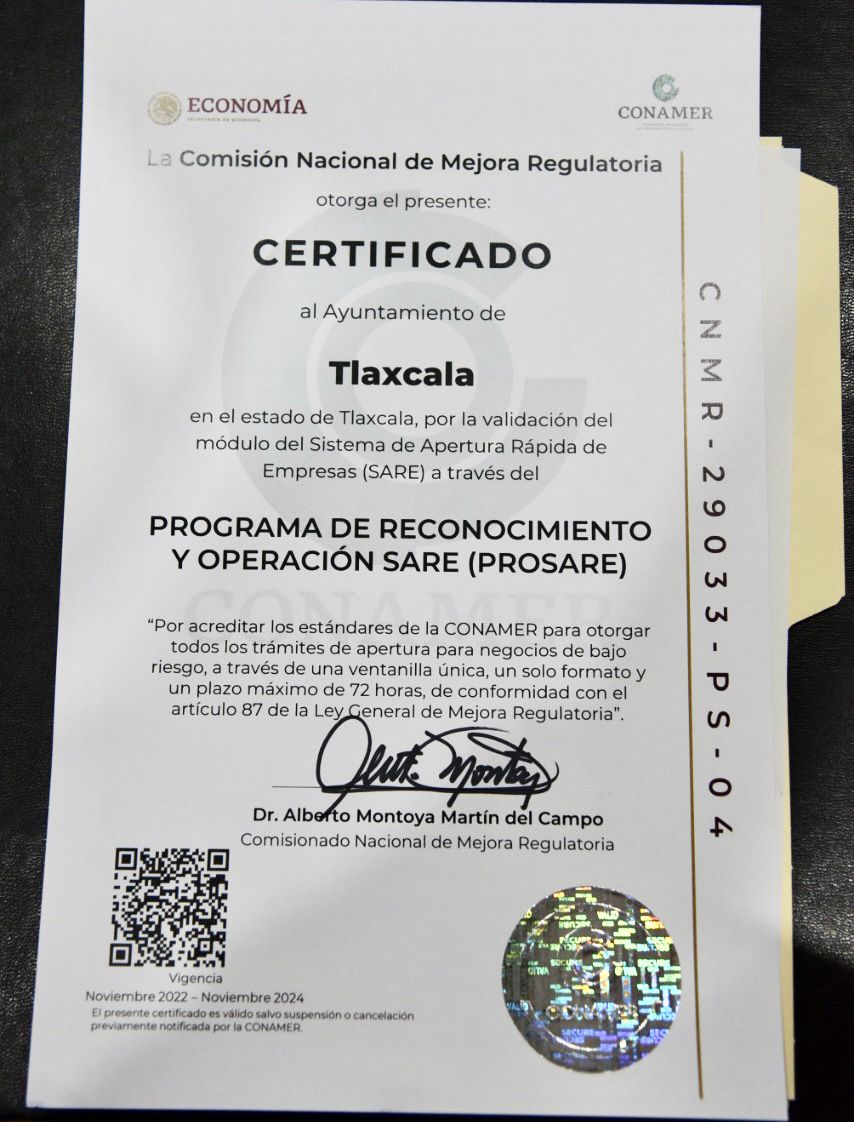 ECONOMÍA
SECRETARÍA DE ECONOMÍA
CONAMER
La Comisión Nacional de Mejora Regulatoria
otorga el presente:
CERTIFICADO
al Ayuntamiento de
Tlaxcala
en el estado de Tlaxcala, por la validación del
módulo del Sistema de Apertura Rápida de
Empresas (SARE) a través del
PROGRAMA DE RECONOCIMIENTO
Y OPERACIÓN SARE (PROSARE)
CONAMER
“Por acreditar los estándares de la CONAMER para otorgar
todos los trámites de apertura para negocios de bajo
riesgo, a través de una ventanilla única, un solo formato y
un plazo máximo de 72 horas, de conformidad con el
artículo 87 de la Ley General de Mejora Regulatoria”.
Dr. Alberto Montoya Martín del Campo
Comisionado Nacional de Mejora Regulatoria
Vigencia
Noviembre 2022 – Noviembre 2024
El presente certificado es válido salvo suspensión o cancelación
previamente notificada por la CONAMER.
CNMR-29033-PS-04
SECURE
VALID